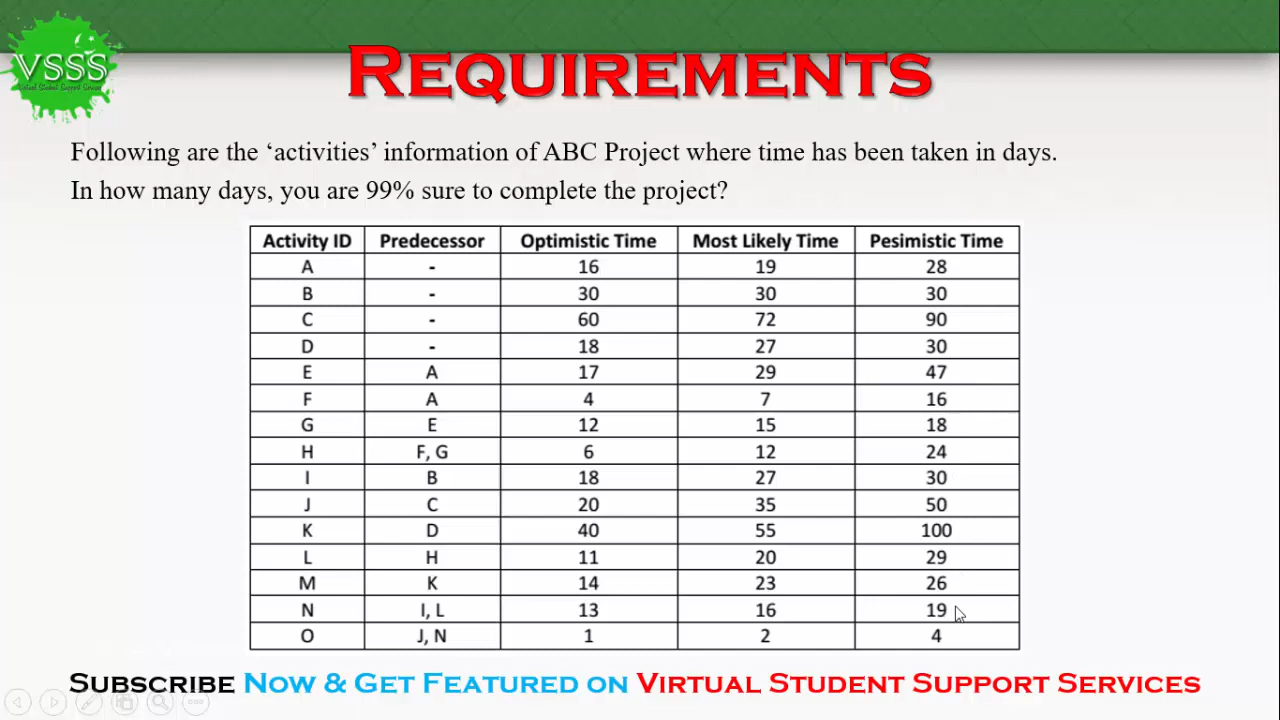 VSSS
REQUIREMENTS
Following are the ‘activities’ information of ABC Project where time has been taken in days.
In how many days, you are 99% sure to complete the project?
Activity ID Predecessor Optimistic Time Most Likely Time Pesimistic Time
A - 16 19 28
B - 30 30 30
C - 60 72 90
D - 18 27 30
E A 17 29 47
F A 4 7 16
G E 12 15 18
H F, G 6 12 24
I B 18 27 30
J C 20 35 50
K D 40 55 100
L H 11 20 29
M K 14 23 26
N I, L 13 16 19
O J, N 1 2 4
SUBSCRIBE NOW & GET FEATURED ON VIRTUAL STUDENT SUPPORT SERVICES